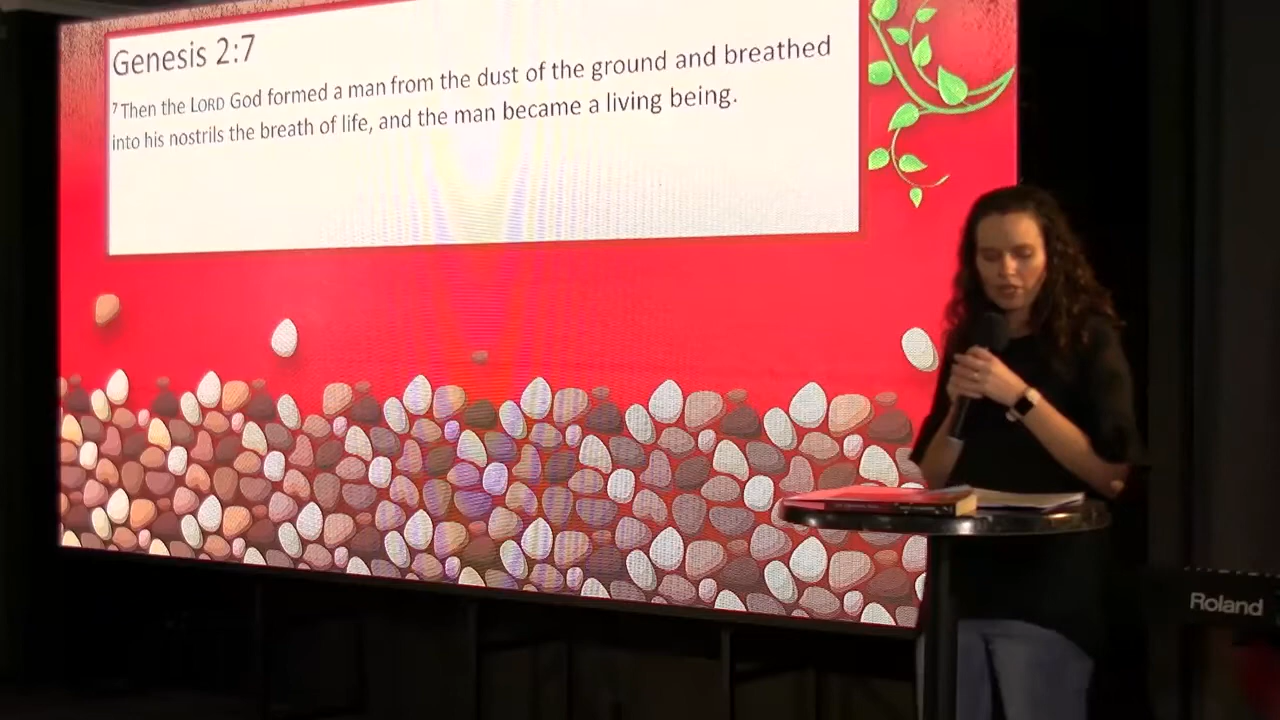 Genesis 2:7
⁷ Then the LORD God formed a man from the dust of the ground and breathed
into his nostrils the breath of life, and the man became a living being.
Roland